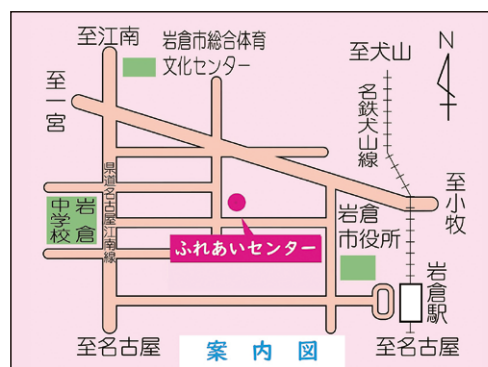 至江南
岩倉市総合体育
文化センター
至犬山
N
至一宮
名鉄犬山線
至小牧
県道名古屋江南線
岩倉
中学校
ふれあいセンター
岩倉
市役所
岩倉駅
至名古屋
案内図
至名古屋